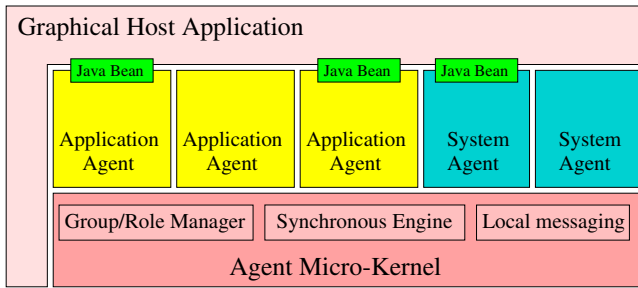 Graphical Host Application
Java Bean
Java Bean
Java Bean
Application
Agent
Application
Agent
Application
Agent
System
Agent
System
Agent
Group/Role Manager
Synchronous Engine
Local messaging
Agent Micro-Kernel